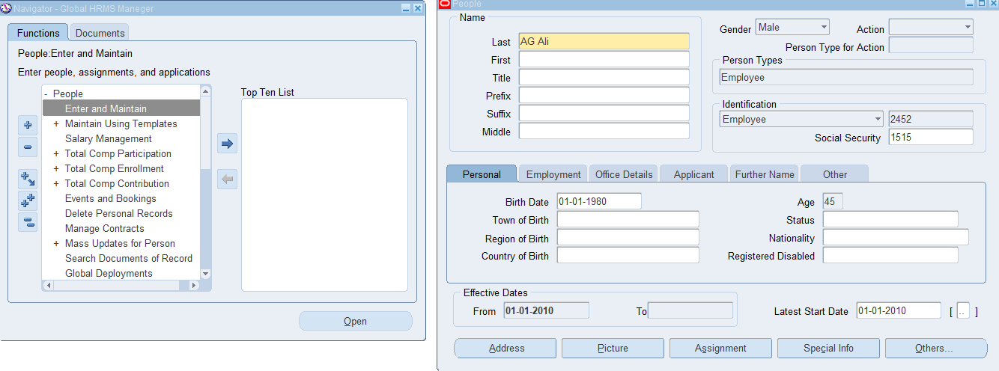 Navigator - Global HRMS Maneger
Functions
Documents
People:Enter and Maintain
Enter people, assignments, and applications
- People
Enter and Maintain
+ Maintain Using Templates
Salary Management
+ Total Comp Participation
+ Total Comp Enrollment
+ Total Comp Contribution
Events and Bookings
Delete Personal Records
Manage Contracts
+ Mass Updates for Person
Search Documents of Record
Global Deployments
Top Ten List
Open
People
Name
Last AG Ali
First
Title
Prefix
Suffix
Middle
Gender Male
Action
Person Type for Action
Person Types
Employee
Identification
Employee 2452
Social Security 1515
Personal
Employment
Office Details
Applicant
Further Name
Other
Birth Date 01-01-1980
Age 45
Town of Birth
Status
Region of Birth
Nationality
Country of Birth
Registered Disabled
Effective Dates
From 01-01-2010
To
Latest Start Date 01-01-2010 [ .. ]
Address
Picture
Assignment
Special Info
Others...